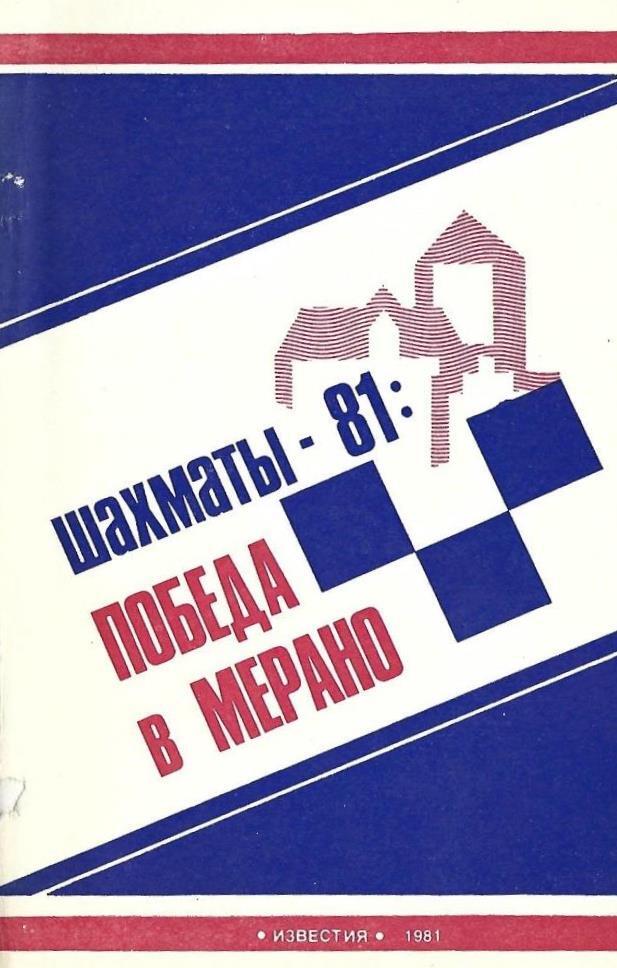 шахматы - 81:
ПОБЕДА
в МЕРАНО
• ИЗВЕСТИЯ • 1981